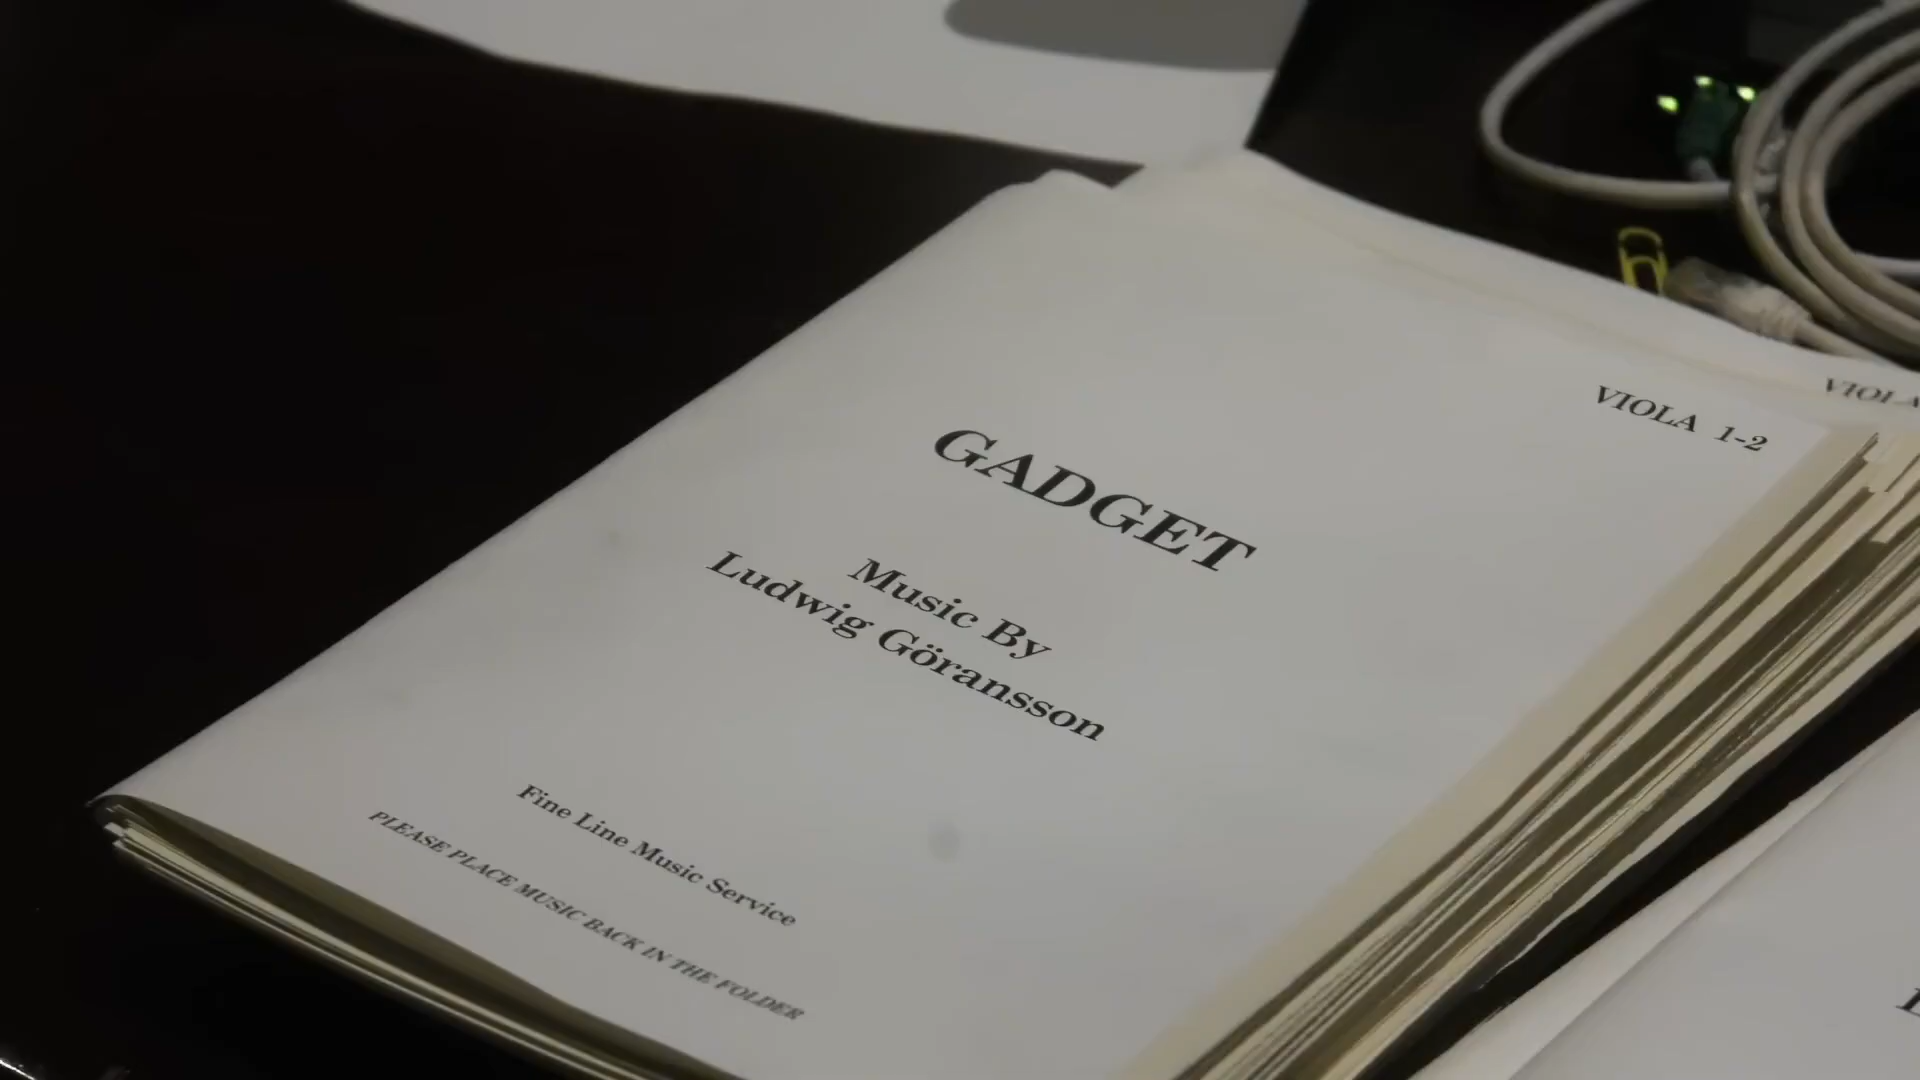 VIOLA 1-2
VIOLA
GADGET
Music By
Ludwig Göransson
Fine Line Music Service
PLEASE PLACE MUSIC BACK IN THE FOLDER